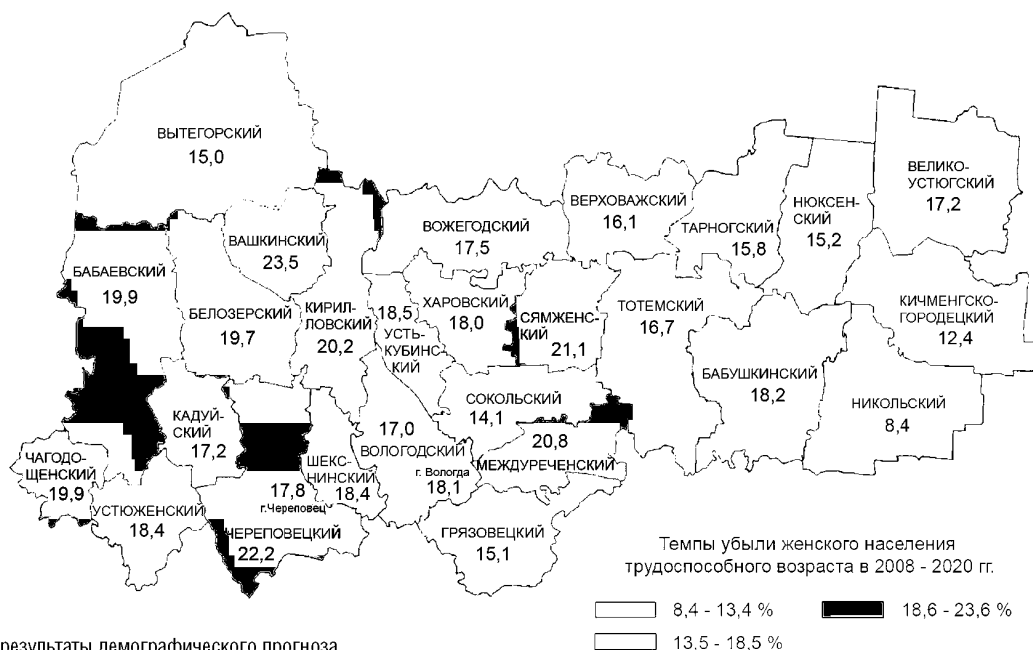 ВЫТЕГОРСКИЙ
15,0
ВЕЛИКО-
УСТЮГСКИЙ
17,2
ВЕРХОВАЖСКИЙ
16,1
НЮКСЕН-
СКИЙ
15,2
ТАРНОГСКИЙ
15,8
ВОЖЕГОДСКИЙ
17,5
ВАШКИНСКИЙ
23,5
БАБАЕВСКИЙ
19,9
БЕЛОЗЕРСКИЙ
19,7
КИРИЛ-
ЛОВСКИЙ
20,2
18,5
УСТЬ-
КУБИН-
СКИЙ
ХАРОВСКИЙ
18,0
СЯМЖЕН-
СКИЙ
21,1
ТОТЕМСКИЙ
16,7
КИЧМЕНГСКО-
ГОРОДЕЦКИЙ
12,4
БАБУШКИНСКИЙ
18,2
НИКОЛЬСКИЙ
8,4
СОКОЛЬСКИЙ
14,1
КАДУЙ-
СКИЙ
17,2
17,0
ВОЛОГОДСКИЙ
г. Вологда
18,1
20,8
МЕЖДУРЕЧЕНСКИЙ
ШЕКС-
НИНСКИЙ
18,4
ЧАГОДО-
ЩЕНСКИЙ
19,9
УСТЮЖЕНСКИЙ
18,4
17,8
г.Череповец
ЧЕРЕПОВЕЦКИЙ
22,2
ГРЯЗОВЕЦКИЙ
15,1
Темпы убыли женского населения
трудоспособного возраста в 2008 - 2020 гг.
8,4 - 13,4 %
18,6 - 23,6 %
13,5 - 18,5 %
результаты демографического прогноза